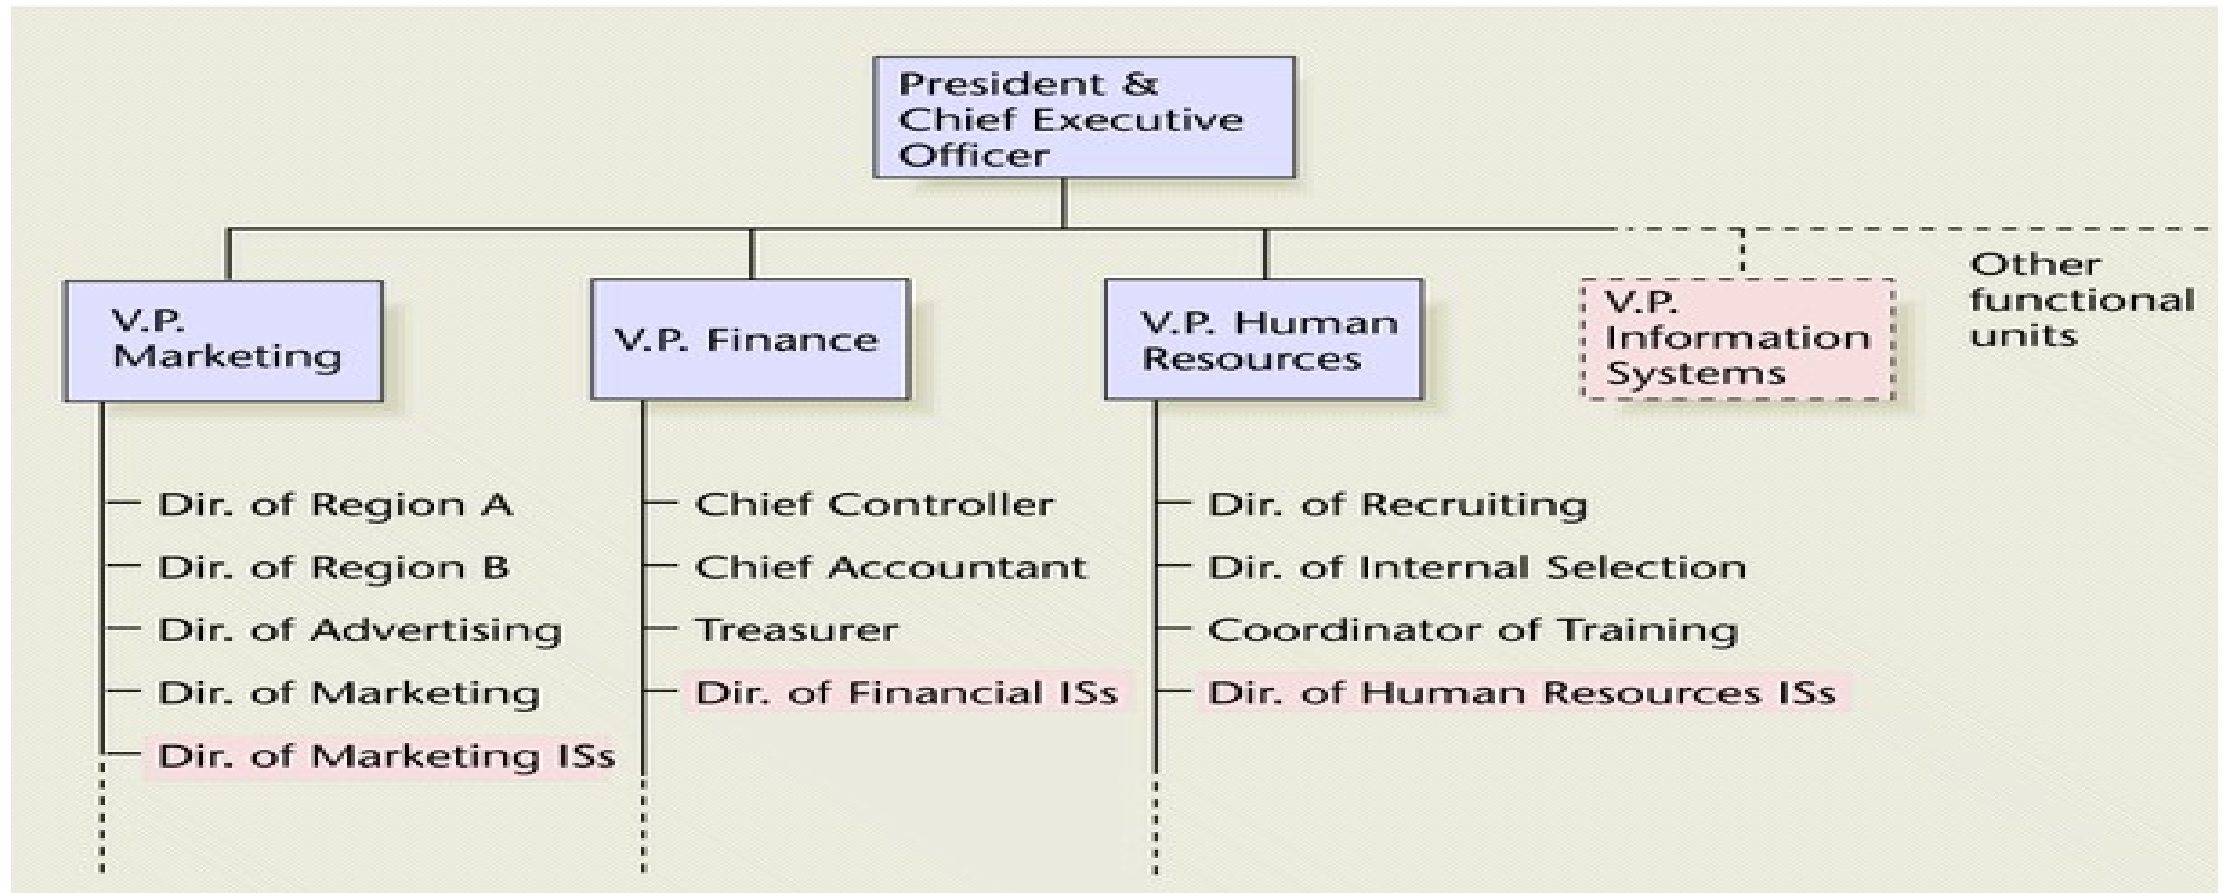 President &
Chief Executive
Officer
V.P.
Marketing
V.P. Finance
V.P. Human
Resources
V.P.
Information
Systems
Other
functional
units
Dir. of Region A
Dir. of Region B
Dir. of Advertising
Dir. of Marketing
Dir. of Marketing ISs
Chief Controller
Chief Accountant
Treasurer
Dir. of Financial ISs
Dir. of Recruiting
Dir. of Internal Selection
Coordinator of Training
Dir. of Human Resources ISs